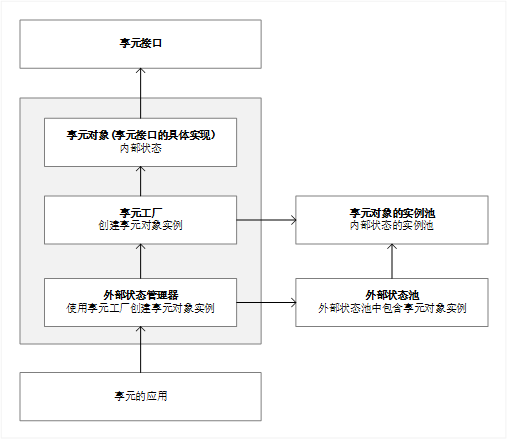 享元接口
享元对象(享元接口的具体实现)
内部状态
享元工厂
创建享元对象实例
享元对象的实例池
内部状态的实例池
外部状态管理器
使用享元工厂创建享元对象实例
外部状态池
外部状态池中包含享元对象实例
享元的应用